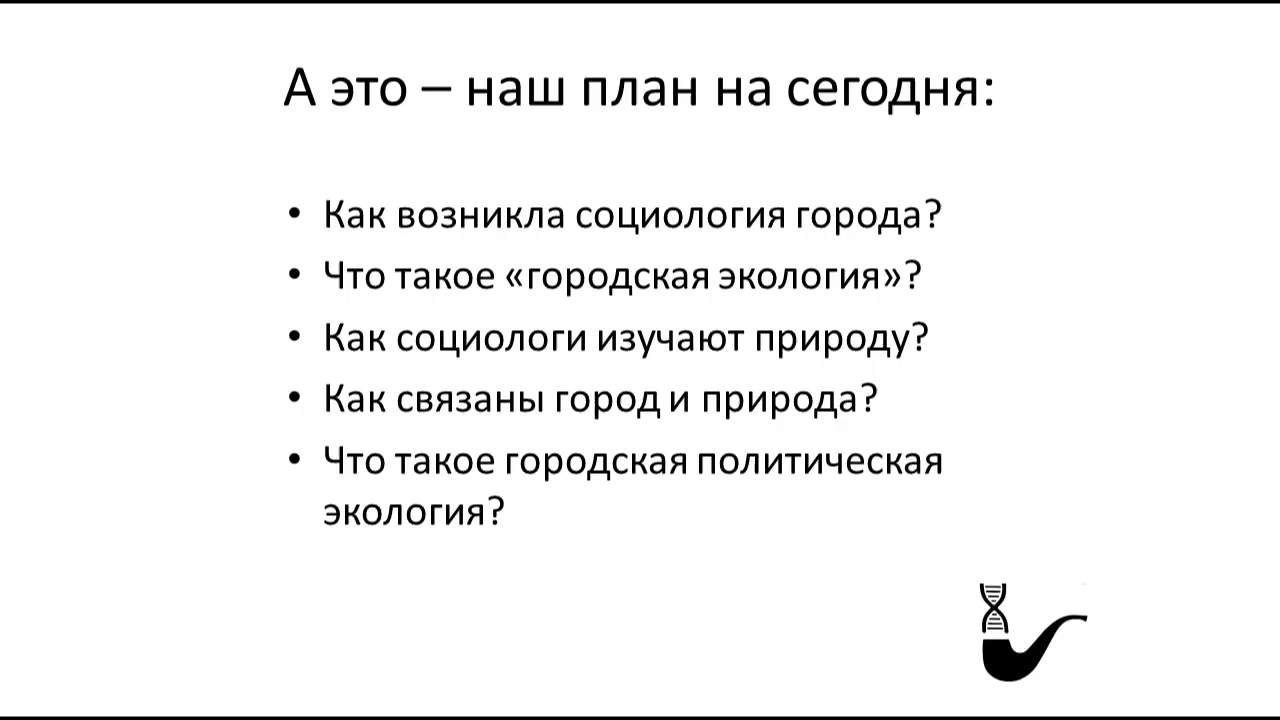 А это – наш план на сегодня:
• Как возникла социология города?
• Что такое «городская экология»?
• Как социологи изучают природу?
• Как связаны город и природа?
• Что такое городская политическая
экология?